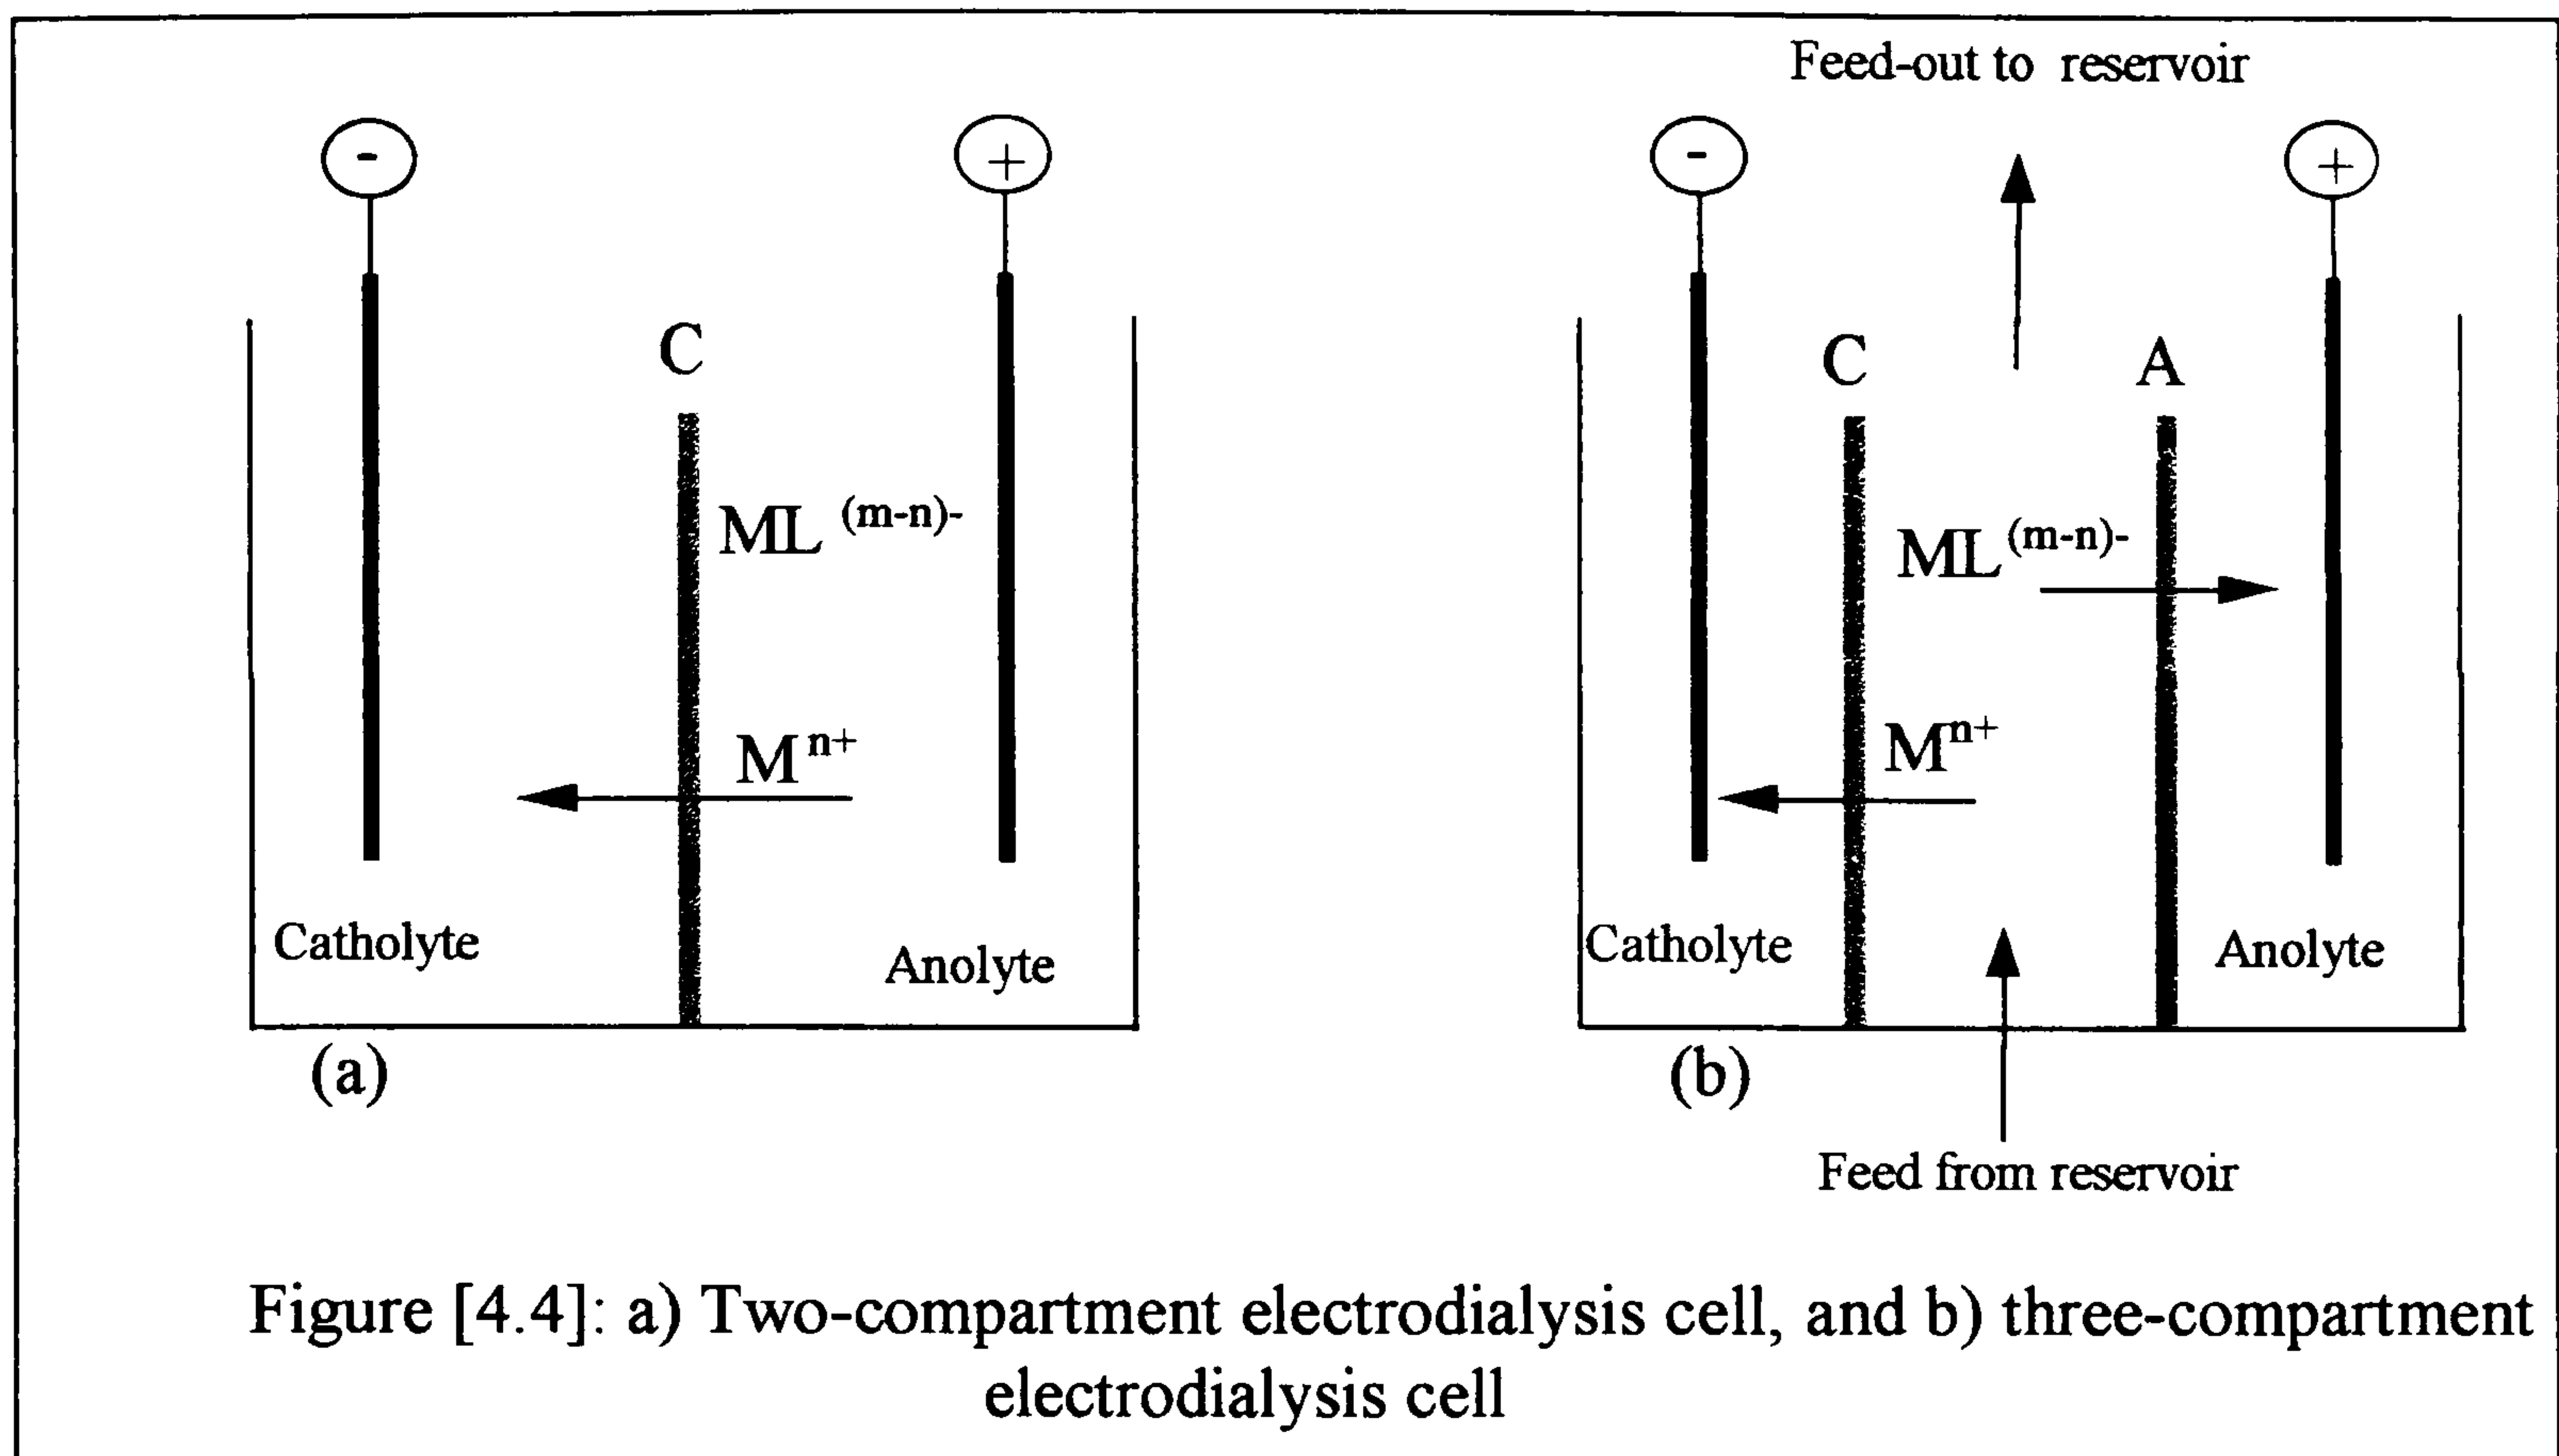 -
+
C
ML (m-n)-
M n+
Catholyte
Anolyte
(a)
Feed-out to reservoir
-
+
C
A
ML(m-n)-
Mn+
Catholyte
Anolyte
(b)
Feed from reservoir
Figure [4.4]: a) Two-compartment electrodialysis cell, and b) three-compartment
electrodialysis cell